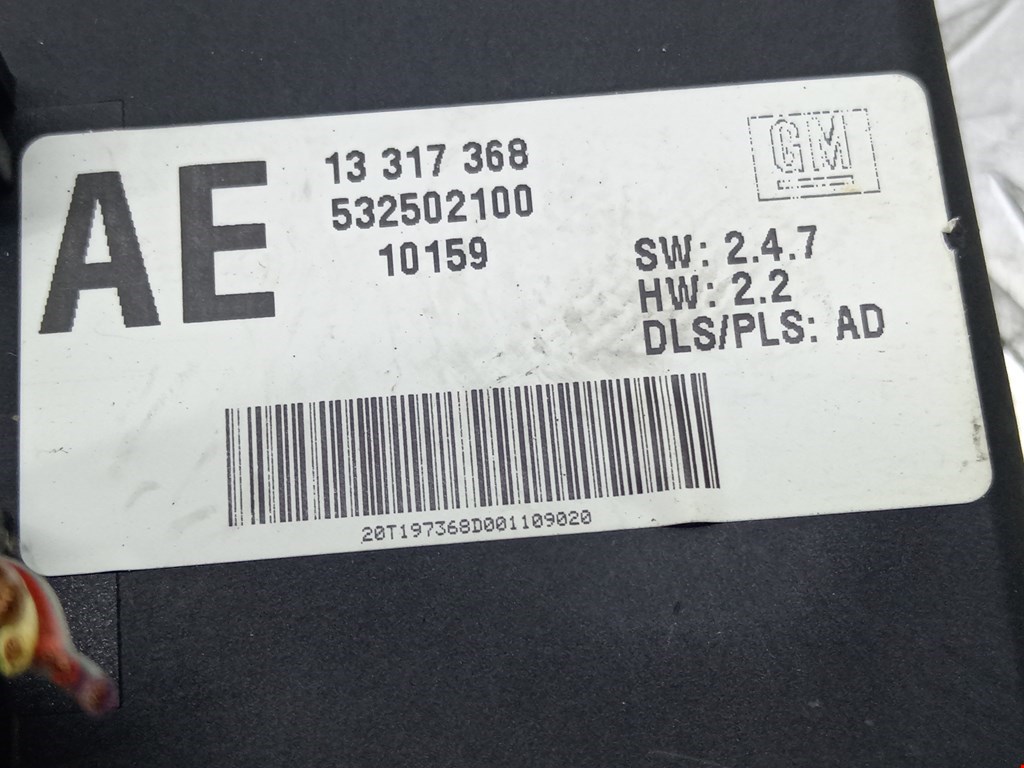 AE
13 317 368
532502100
10159
GM
SW: 2.4.7
HW: 2.2
DLS/PLS: AD
20T197368D001109020